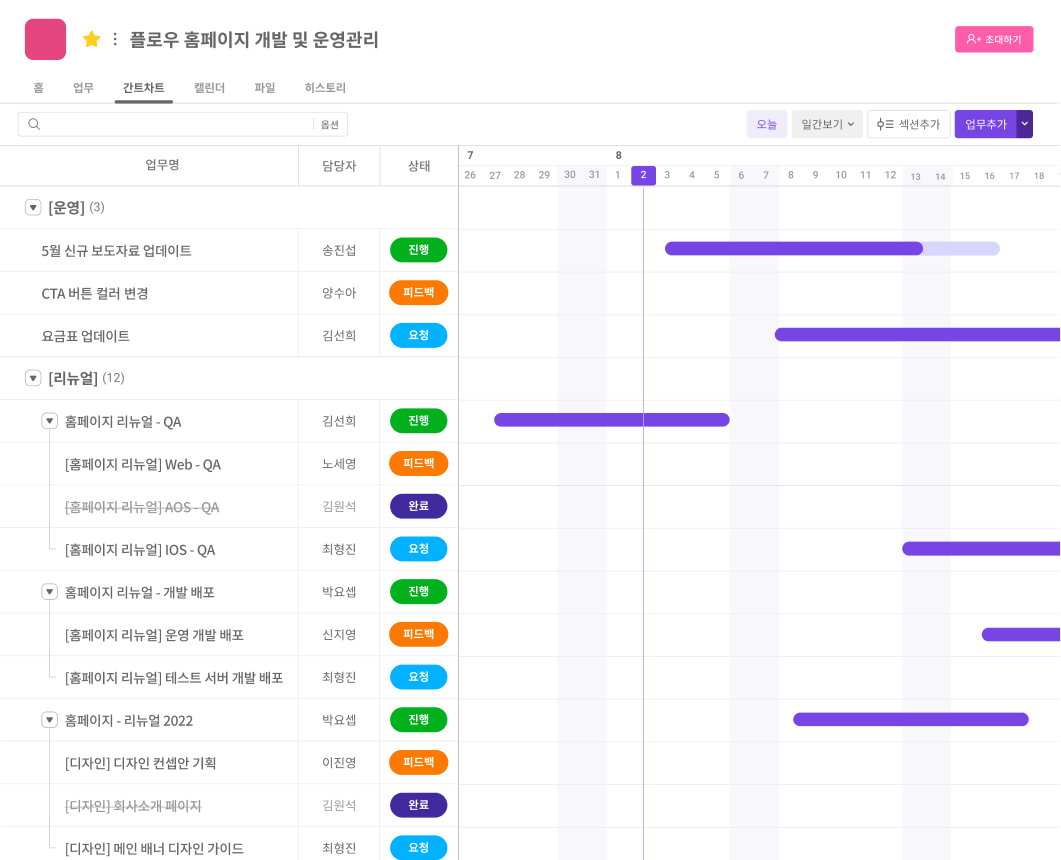 플로우 홈페이지 개발 및 운영관리
초대하기
홈 업무 간트차트 캘린더 파일 히스토리
옵션 오늘 일간보기 섹션추가 업무추가
업무명 담당자 상태
7 8
26 27 28 29 30 31 1 2 3 4 5 6 7 8 9 10 11 12 13 14 15 16 17 18
[운영] (3)
5월 신규 보도자료 업데이트 송진섭 진행
CTA 버튼 컬러 변경 양수아 피드백
요금표 업데이트 김선희 요청
[리뉴얼] (12)
홈페이지 리뉴얼 - QA 김선희 진행
[홈페이지 리뉴얼] Web - QA 노세영 피드백
[홈페이지 리뉴얼] AOS - QA 김원석 완료
[홈페이지 리뉴얼] IOS - QA 최형진 요청
홈페이지 리뉴얼 - 개발 배포 박요셉 진행
[홈페이지 리뉴얼] 운영 개발 배포 신지영 피드백
[홈페이지 리뉴얼] 테스트 서버 개발 배포 최형진 요청
홈페이지 - 리뉴얼 2022 박요셉 진행
[디자인] 디자인 컨셉안 기획 이진영 피드백
[디자인] 회사소개 페이지 김원석 완료
[디자인] 메인 배너 디자인 가이드 최형진 요청